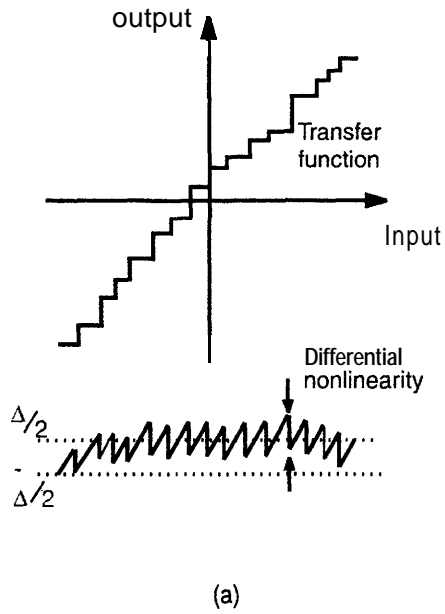 output
Transfer
function
Input
Differential
nonlinearity
Δ/2
-
Δ/2
(a)